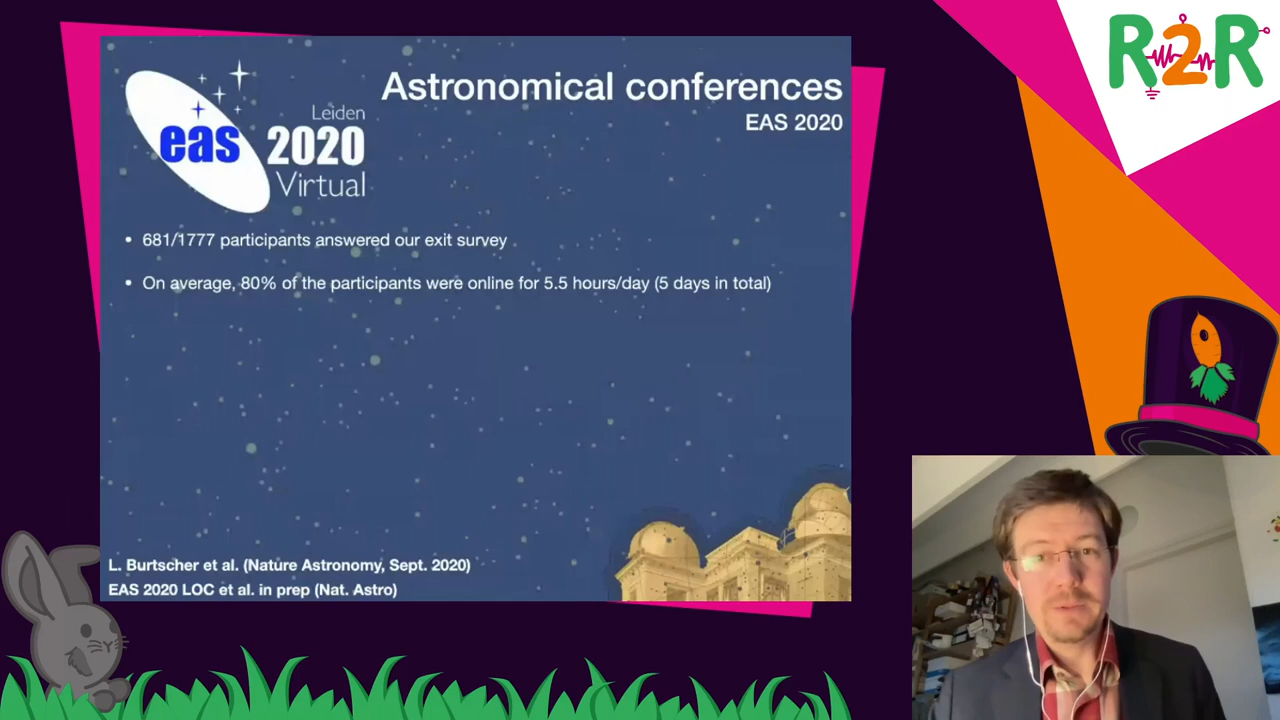 Astronomical conferences
EAS 2020
eas
Leiden
2020
Virtual
• 681/1777 participants answered our exit survey
• On average, 80% of the participants were online for 5.5 hours/day (5 days in total)
L. Burtscher et al. (Nature Astronomy, Sept. 2020)
EAS 2020 LOC et al. in prep (Nat. Astro)
R2R